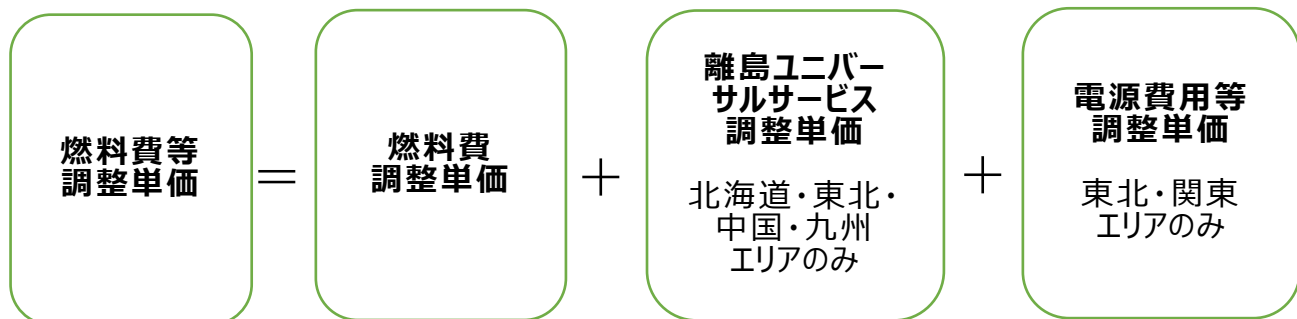 燃料費等
調整単価
＝
燃料費
調整単価
＋
離島ユニバー
サルサービス
調整単価
北海道・東北・
中国・九州
エリアのみ
＋
電源費用等
調整単価
東北・関東
エリアのみ